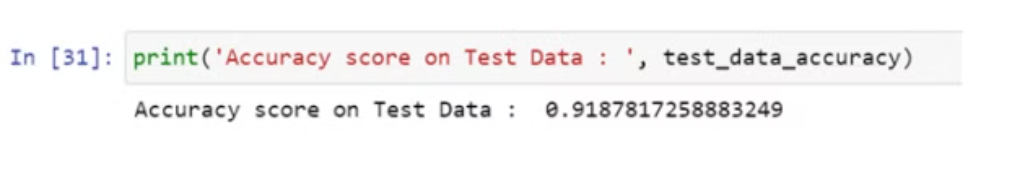 In [31]: print('Accuracy score on Test Data : ', test_data_accuracy)
Accuracy score on Test Data :  0.9187817258883249